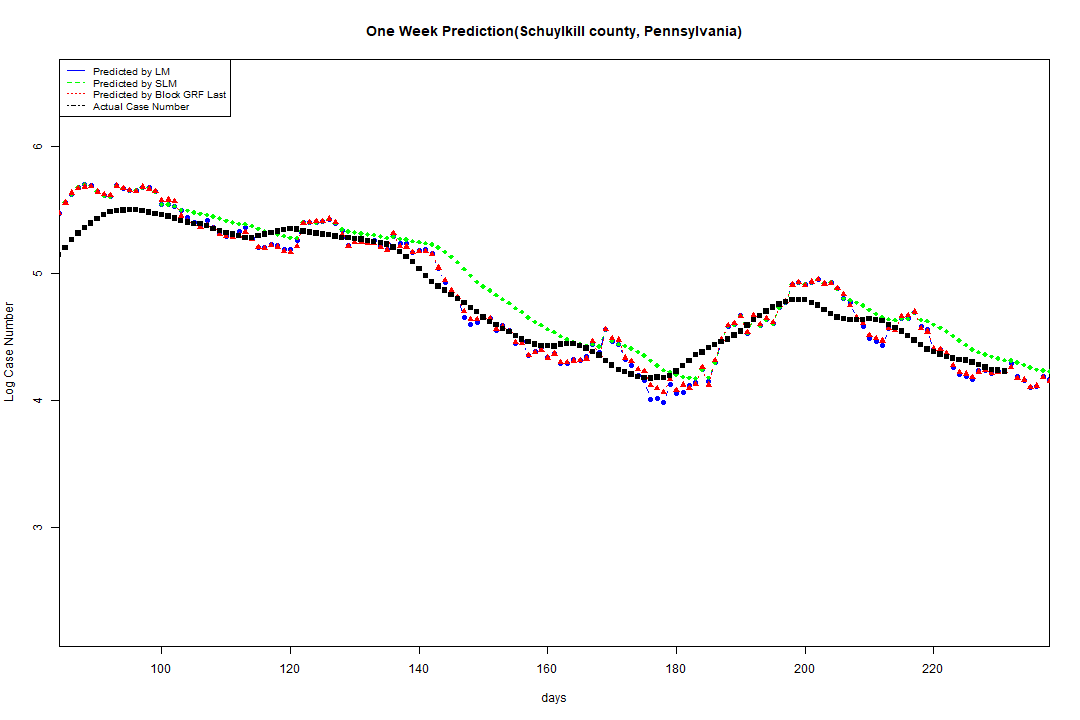 One Week Prediction(Schuylkill county, Pennsylvania)
Predicted by LM
Predicted by SLM
Predicted by Block GRF Last
Actual Case Number
6
5
4
3
Log Case Number
100 120 140 160 180 200 220
days